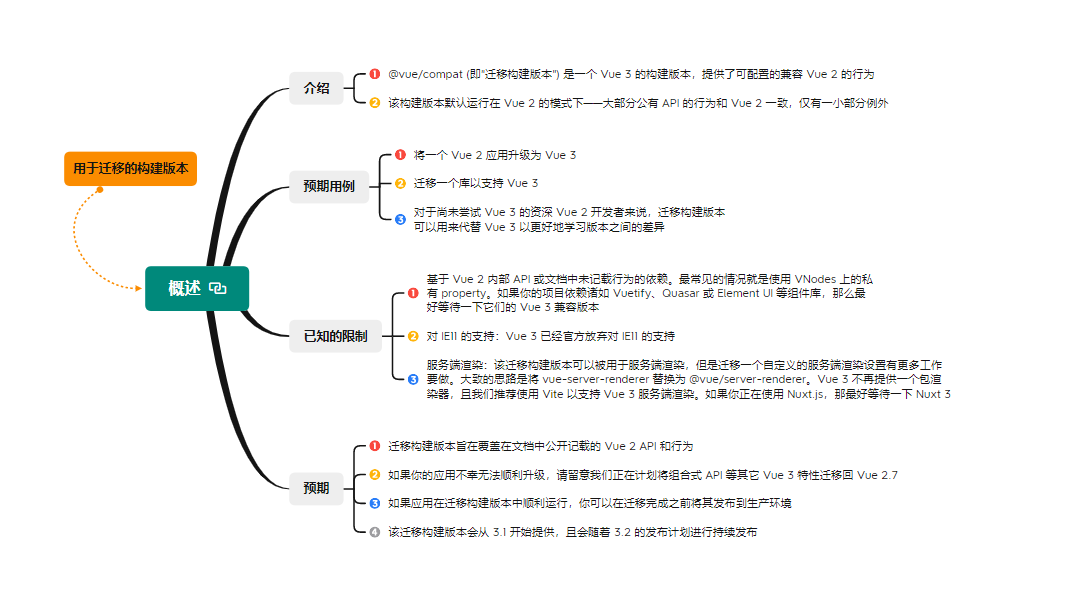 用于迁移的构建版本
概述
介绍
1 @vue/compat (即"迁移构建版本") 是一个 Vue 3 的构建版本，提供了可配置的兼容 Vue 2 的行为
2 该构建版本默认运行在 Vue 2 的模式下——大部分公有 API 的行为和 Vue 2 一致，仅有一小部分例外
预期用例
1 将一个 Vue 2 应用升级为 Vue 3
2 迁移一个库以支持 Vue 3
3 对于尚未尝试 Vue 3 的资深 Vue 2 开发者来说，迁移构建版本
可以用来代替 Vue 3 以更好地学习版本之间的差异
已知的限制
1 基于 Vue 2 内部 API 或文档中未记载行为的依赖。最常见的情况就是使用 VNodes 上的私
有 property。如果你的项目依赖诸如 Vuetify、Quasar 或 Element UI 等组件库，那么最
好等待一下它们的 Vue 3 兼容版本
2 对 IE11 的支持：Vue 3 已经官方放弃对 IE11 的支持
3 服务端渲染：该迁移构建版本可以被用于服务端渲染，但是迁移一个自定义的服务端渲染设置有更多工作
要做。大致的思路是将 vue-server-renderer 替换为 @vue/server-renderer。Vue 3 不再提供一个包渲
染器，且我们推荐使用 Vite 以支持 Vue 3 服务端渲染。如果你正在使用 Nuxt.js，那最好等待一下 Nuxt 3
预期
1 迁移构建版本旨在覆盖在文档中公开记载的 Vue 2 API 和行为
2 如果你的应用不幸无法顺利升级，请留意我们正在计划将组合式 API 等其它 Vue 3 特性迁移回 Vue 2.7
3 如果应用在迁移构建版本中顺利运行，你可以在迁移完成之前将其发布到生产环境
4 该迁移构建版本会从 3.1 开始提供，且会随着 3.2 的发布计划进行持续发布